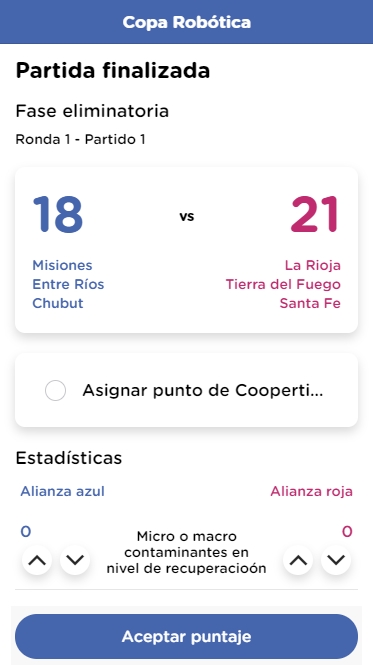 Copa Robótica
Partida finalizada
Fase eliminatoria
Ronda 1 - Partido 1
18 vs 21
Misiones La Rioja
Entre Ríos Tierra del Fuego
Chubut Santa Fe
Asignar punto de Cooperti...
Estadísticas
Alianza azul Alianza roja
0 Micro o macro 0
contaminantes en
nivel de recuperacioón
Aceptar puntaje